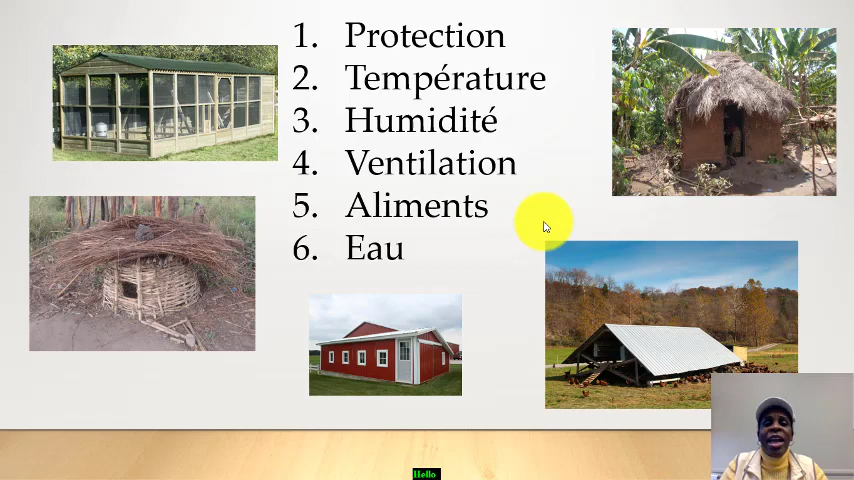 1. Protection
2. Température
3. Humidité
4. Ventilation
5. Aliments
6. Eau
Hello